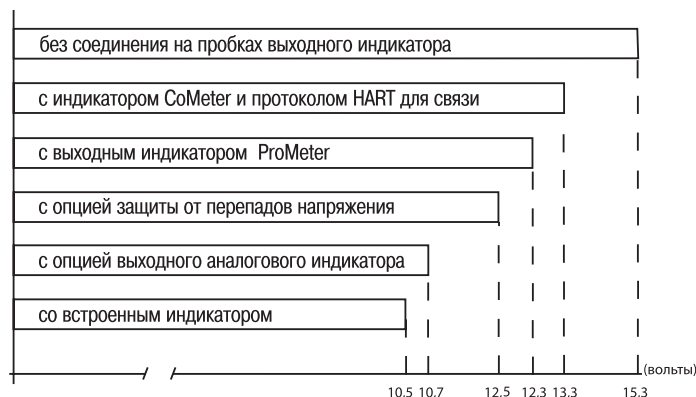 без соединения на пробках выходного индикатора
с индикатором CoMeter и протоколом HART для связи
с выходным индикатором ProMeter
с опцией защиты от перепадов напряжения
с опцией выходного аналогового индикатора
со встроенным индикатором
(вольты)
10.5 10.7 12.5 12.3 13.3 15.3